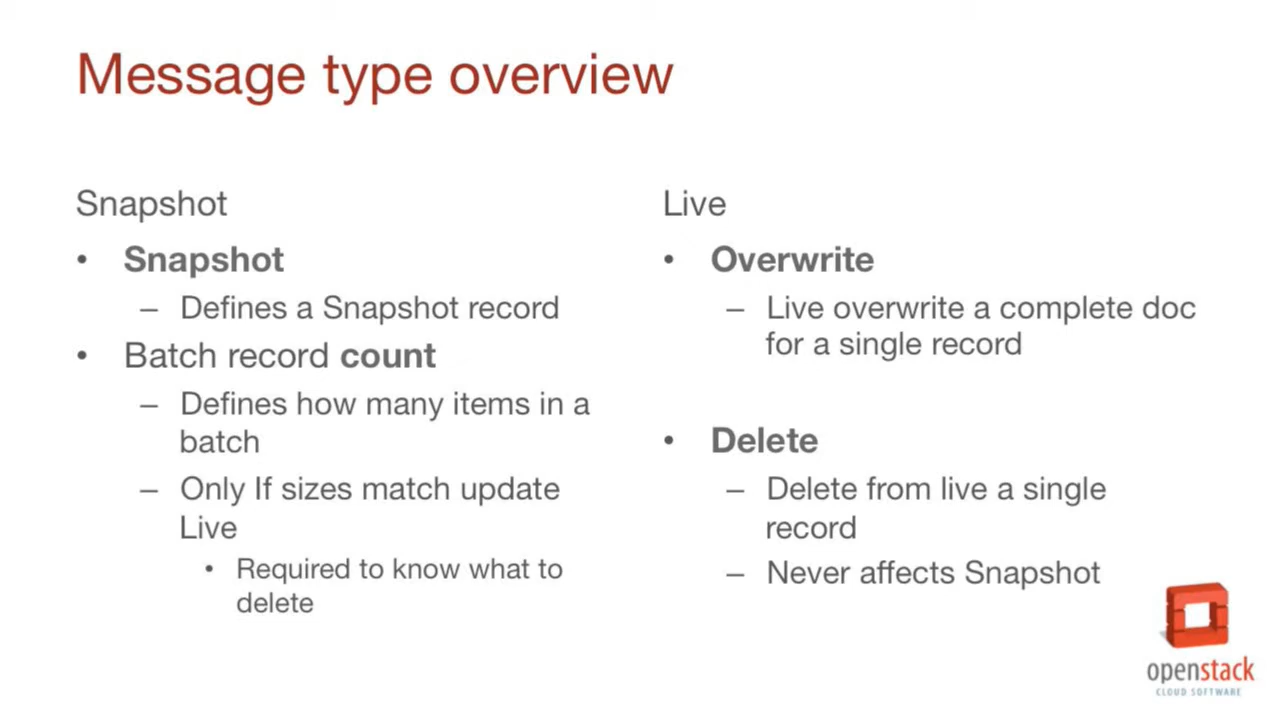 Message type overview
Snapshot
• Snapshot
– Defines a Snapshot record
• Batch record count
– Defines how many items in a
batch
– Only If sizes match update
Live
• Required to know what to
delete
Live
• Overwrite
– Live overwrite a complete doc
for a single record
• Delete
– Delete from live a single
record
– Never affects Snapshot
openstack
CLOUD SOFTWARE